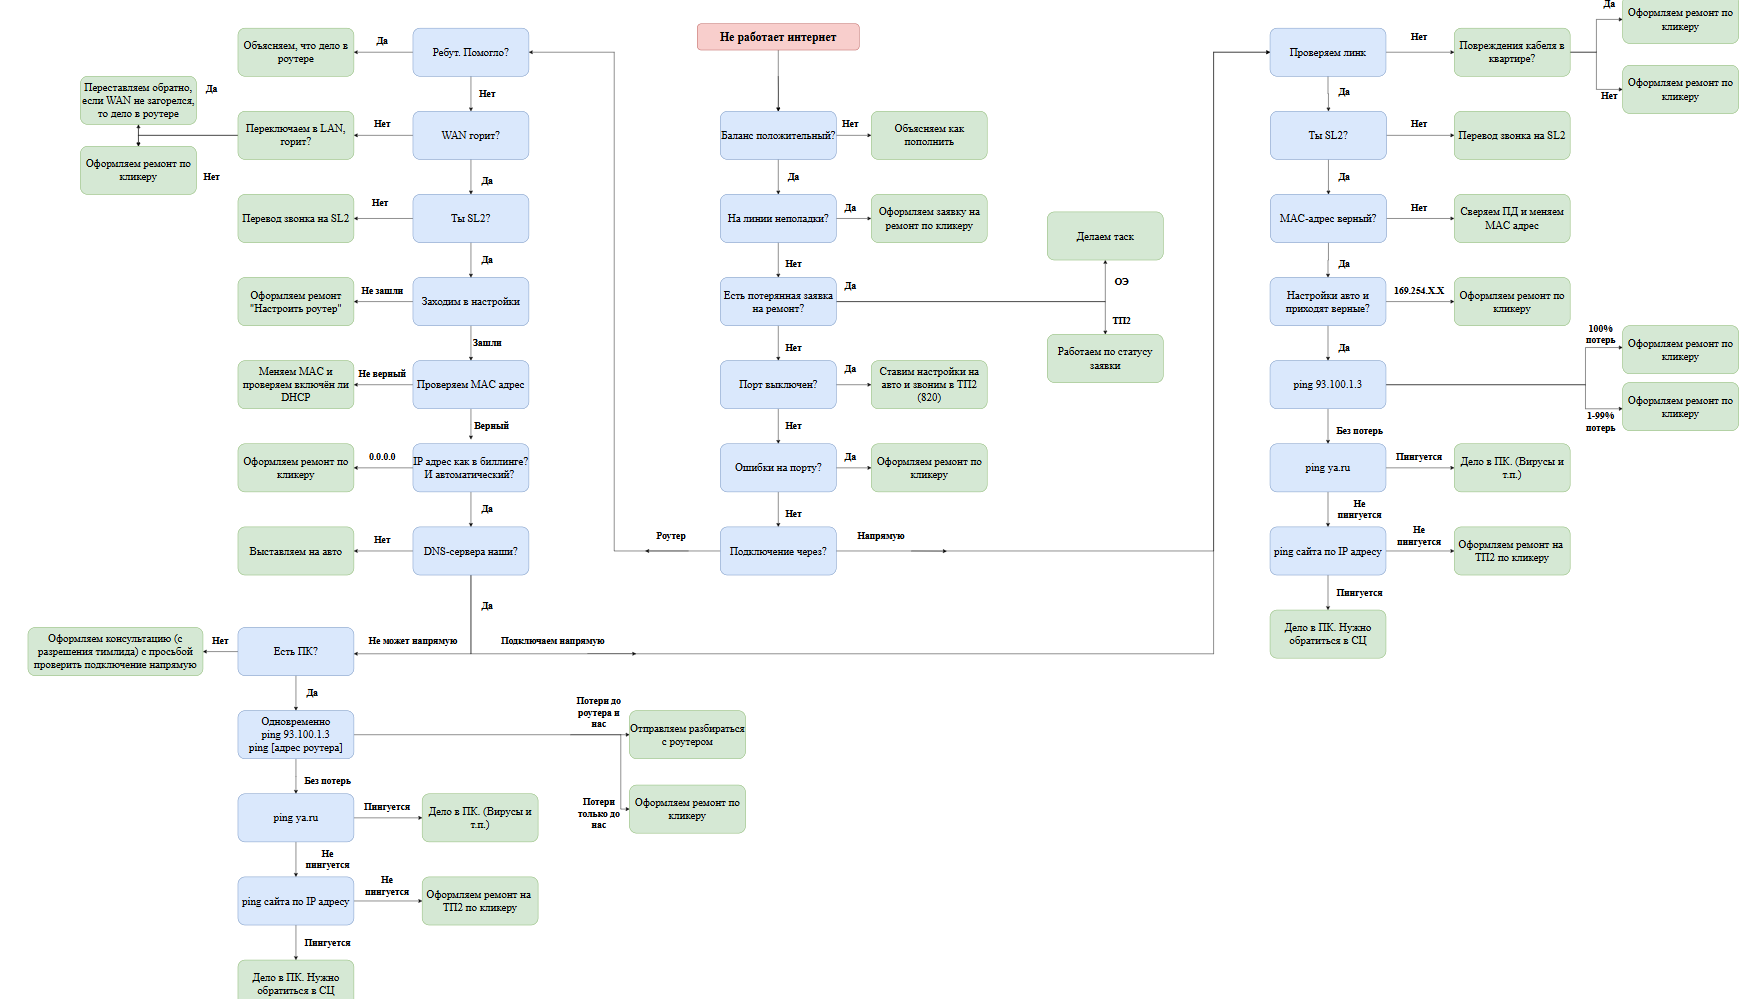 Не работает интернет
Баланс положительный?
Нет
Объясняем как
пополнить
Да
На линии неполадки?
Да
Оформляем заявку на
ремонт по кликеру
Нет
Есть потерянная заявка
на ремонт?
Да
ОЭ
Делаем таск
ТП2
Работаем по статусу
заявки
Нет
Порт выключен?
Да
Ставим настройки на
авто и звоним в ТП2
(820)
Нет
Ошибки на порту?
Да
Оформляем ремонт по
кликеру
Нет
Подключение через?
Роутер
Напрямую
Ребут. Помогло?
Да
Объясняем, что дело в
роутере
Нет
WAN горит?
Нет
Переключаем в LAN,
горит?
Да
Переставляем обратно,
если WAN не загорелся,
то дело в роутере
Нет
Оформляем ремонт по
кликеру
Да
Ты SL2?
Нет
Перевод звонка на SL2
Да
Заходим в настройки
Не зашли
Оформляем ремонт
"Настроить роутер"
Зашли
Проверяем MAC адрес
Не верный
Меняем MAC и
проверяем включён ли
DHCP
Верный
IP адрес как в биллинге?
И автоматический?
0.0.0.0
Оформляем ремонт по
кликеру
Да
DNS-сервера наши?
Нет
Выставляем на авто
Да
Не может напрямую
Подключаем напрямую
Есть ПК?
Нет
Оформляем консультацию (с
разрешения тимлида) с просьбой
проверить подключение напрямую
Да
Одновременно
ping 93.100.1.3
ping [адрес роутера]
Потери до
роутера и
нас
Отправляем разбираться
с роутером
Потери
только до
нас
Оформляем ремонт по
кликеру
Без потерь
ping ya.ru
Пингуется
Дело в ПК. (Вирусы и
т.п.)
Не
пингуется
ping сайта по IP адресу
Не
пингуется
Оформляем ремонт на
ТП2 по кликеру
Пингуется
Дело в ПК. Нужно
обратиться в СЦ
Проверяем линк
Нет
Повреждения кабеля в
квартире?
Да
Оформляем ремонт по
кликеру
Нет
Оформляем ремонт по
кликеру
Да
Ты SL2?
Нет
Перевод звонка на SL2
Да
MAC-адрес верный?
Нет
Сверяем ПД и меняем
MAC адрес
Да
Настройки авто и
приходят верные?
169.254.X.X
Оформляем ремонт по
кликеру
Да
ping 93.100.1.3
100%
потерь
Оформляем ремонт по
кликеру
1-99%
потерь
Оформляем ремонт по
кликеру
Без потерь
ping ya.ru
Пингуется
Дело в ПК. (Вирусы и
т.п.)
Не
пингуется
ping сайта по IP адресу
Не
пингуется
Оформляем ремонт на
ТП2 по кликеру
Пингуется
Дело в ПК. Нужно
обратиться в СЦ